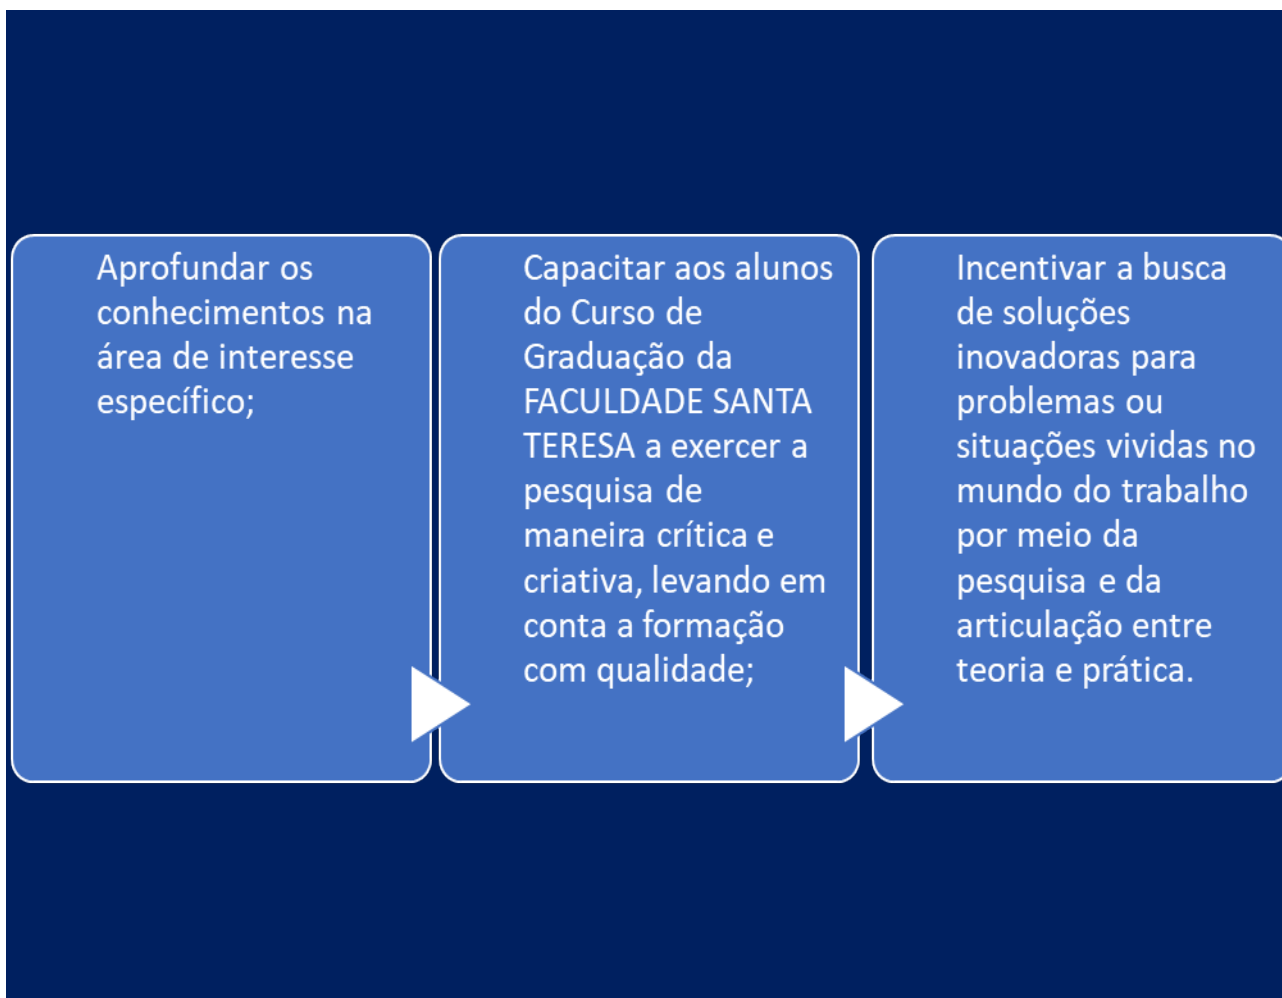 Aprofundar os
conhecimentos na
área de interesse
específico;
Capacitar aos alunos
do Curso de
Graduação da
FACULDADE SANTA
TERESA a exercer a
pesquisa de
maneira crítica e
criativa, levando em
conta a formação
com qualidade;
Incentivar a busca
de soluções
inovadoras para
problemas ou
situações vividas no
mundo do trabalho
por meio da
pesquisa e da
articulação entre
teoria e prática.